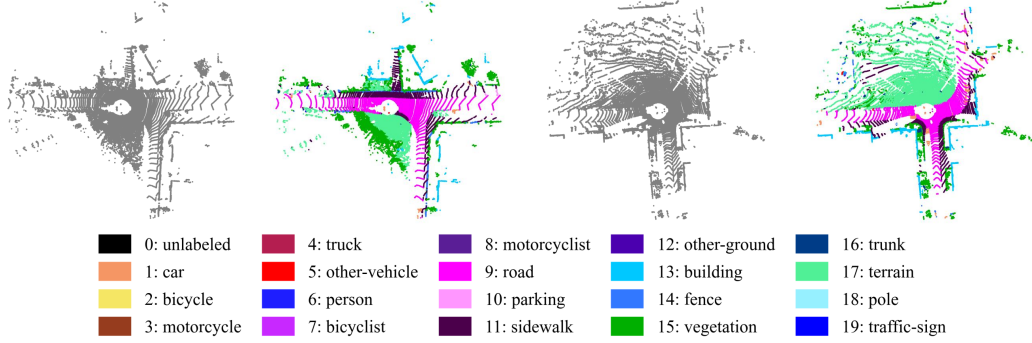 0: unlabeled 4: truck 8: motorcyclist 12: other-ground 16: trunk
1: car 5: other-vehicle 9: road 13: building 17: terrain
2: bicycle 6: person 10: parking 14: fence 18: pole
3: motorcycle 7: bicyclist 11: sidewalk 15: vegetation 19: traffic-sign